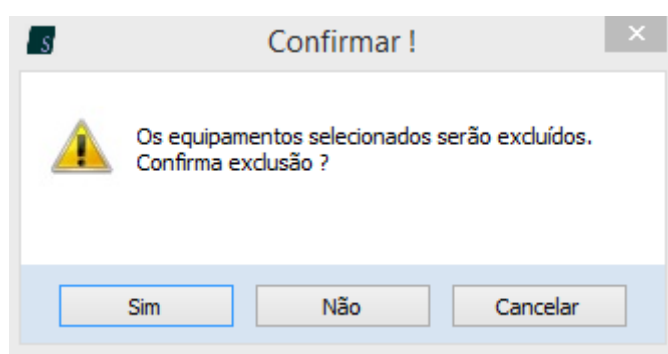 S
Confirmar !
Os equipamentos selecionados serão excluídos.
Confirma exclusão ?
Sim
Não
Cancelar